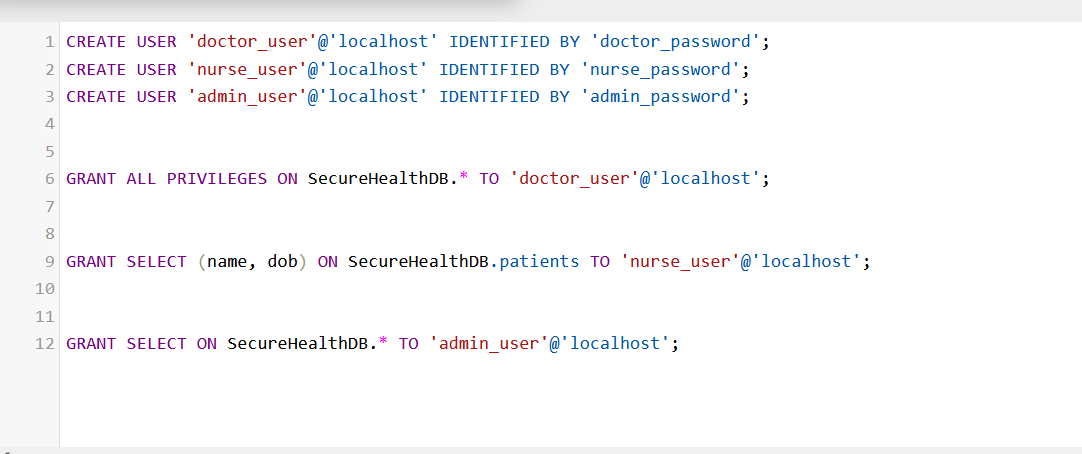 1 CREATE USER 'doctor_user'@'localhost' IDENTIFIED BY 'doctor_password';
2 CREATE USER 'nurse_user'@'localhost' IDENTIFIED BY 'nurse_password';
3 CREATE USER 'admin_user'@'localhost' IDENTIFIED BY 'admin_password';
4
5
6 GRANT ALL PRIVILEGES ON SecureHealthDB.* TO 'doctor_user'@'localhost';
7
8
9 GRANT SELECT (name, dob) ON SecureHealthDB.patients TO 'nurse_user'@'localhost';
10
11
12 GRANT SELECT ON SecureHealthDB.* TO 'admin_user'@'localhost';